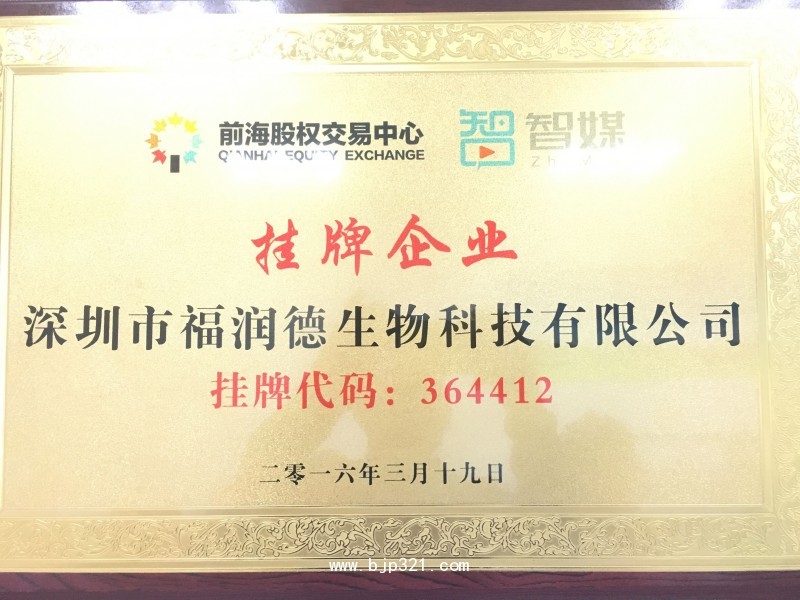 前海股权交易中心
QIANHAI EQUITY EXCHANGE
智 智媒
挂牌企业
深圳市福润德生物科技有限公司
挂牌代码：364412
二零一六年三月十九日
www.bjp321.com